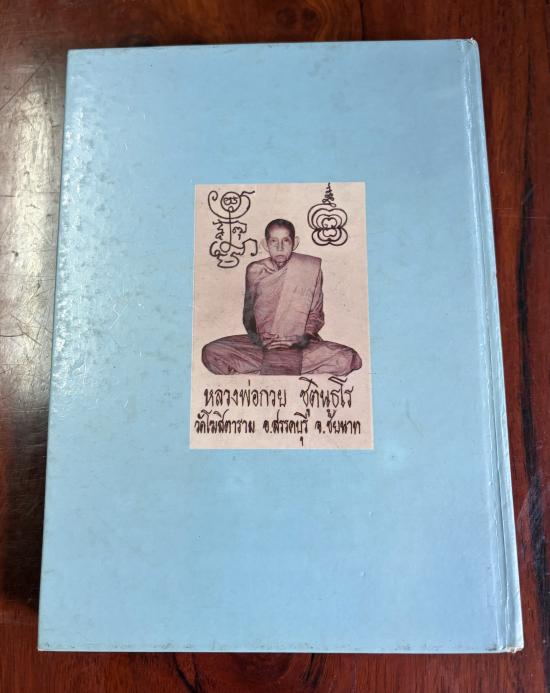 หลวงพ่อกวย ชุตินฺธโร
วัดโฆสิตาราม อ.สรรคบุรี จ.ชัยนาท